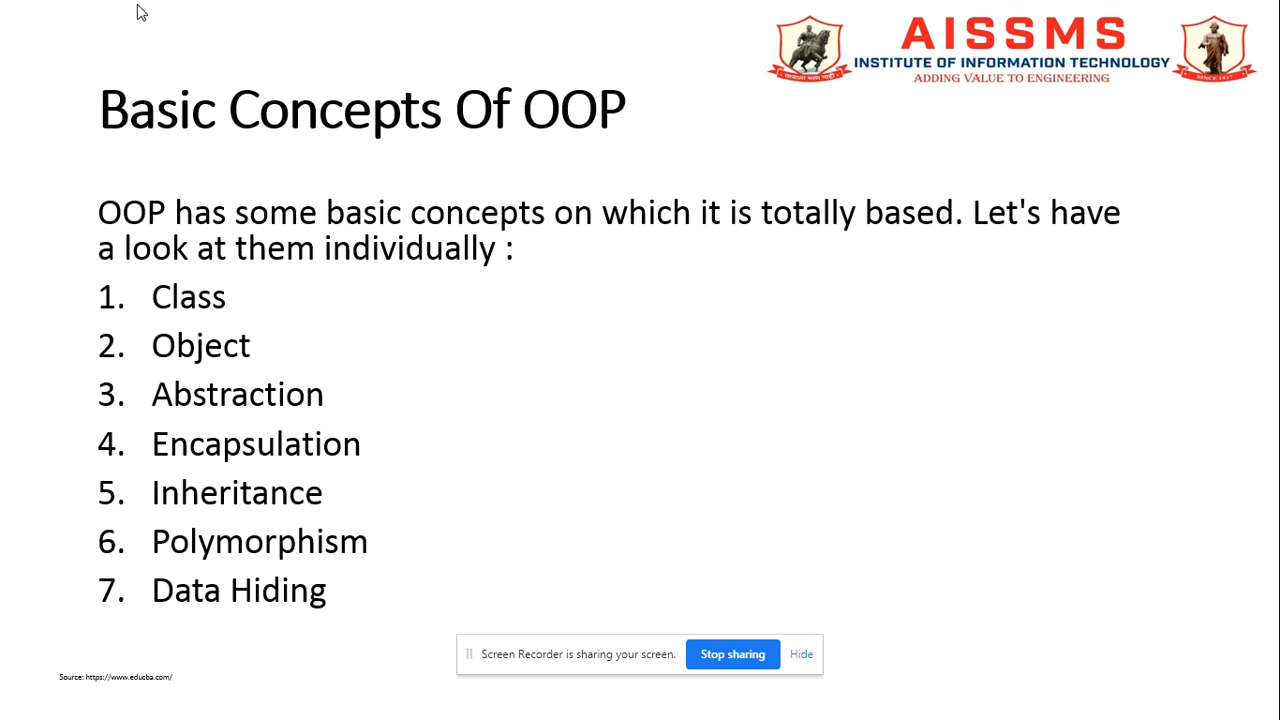 AISSMS
INSTITUTE OF INFORMATION TECHNOLOGY
ADDING VALUE TO ENGINEERING
SINCE 1917
Basic Concepts Of OOP
OOP has some basic concepts on which it is totally based. Let's have
a look at them individually :
1. Class
2. Object
3. Abstraction
4. Encapsulation
5. Inheritance
6. Polymorphism
7. Data Hiding
Screen Recorder is sharing your screen. Stop sharing Hide
Source: https://www.educba.com/